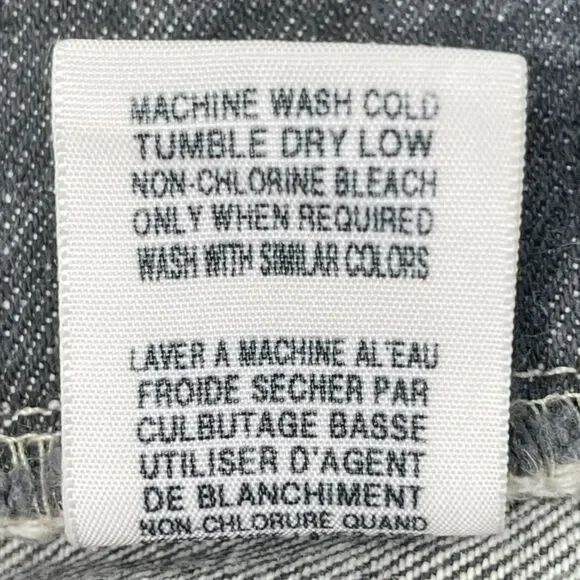 MACHINE WASH COLD
TUMBLE DRY LOW
NON-CHLORINE BLEACH
ONLY WHEN REQUIRED
WASH WITH SIMILAR COLORS
LAVER A MACHINE AL'EAU
FROIDE SECHER PAR
CULBUTAGE BASSE
UTILISER D'AGENT
DE BLANCHIMENT
NON-CHLORURE QUAND